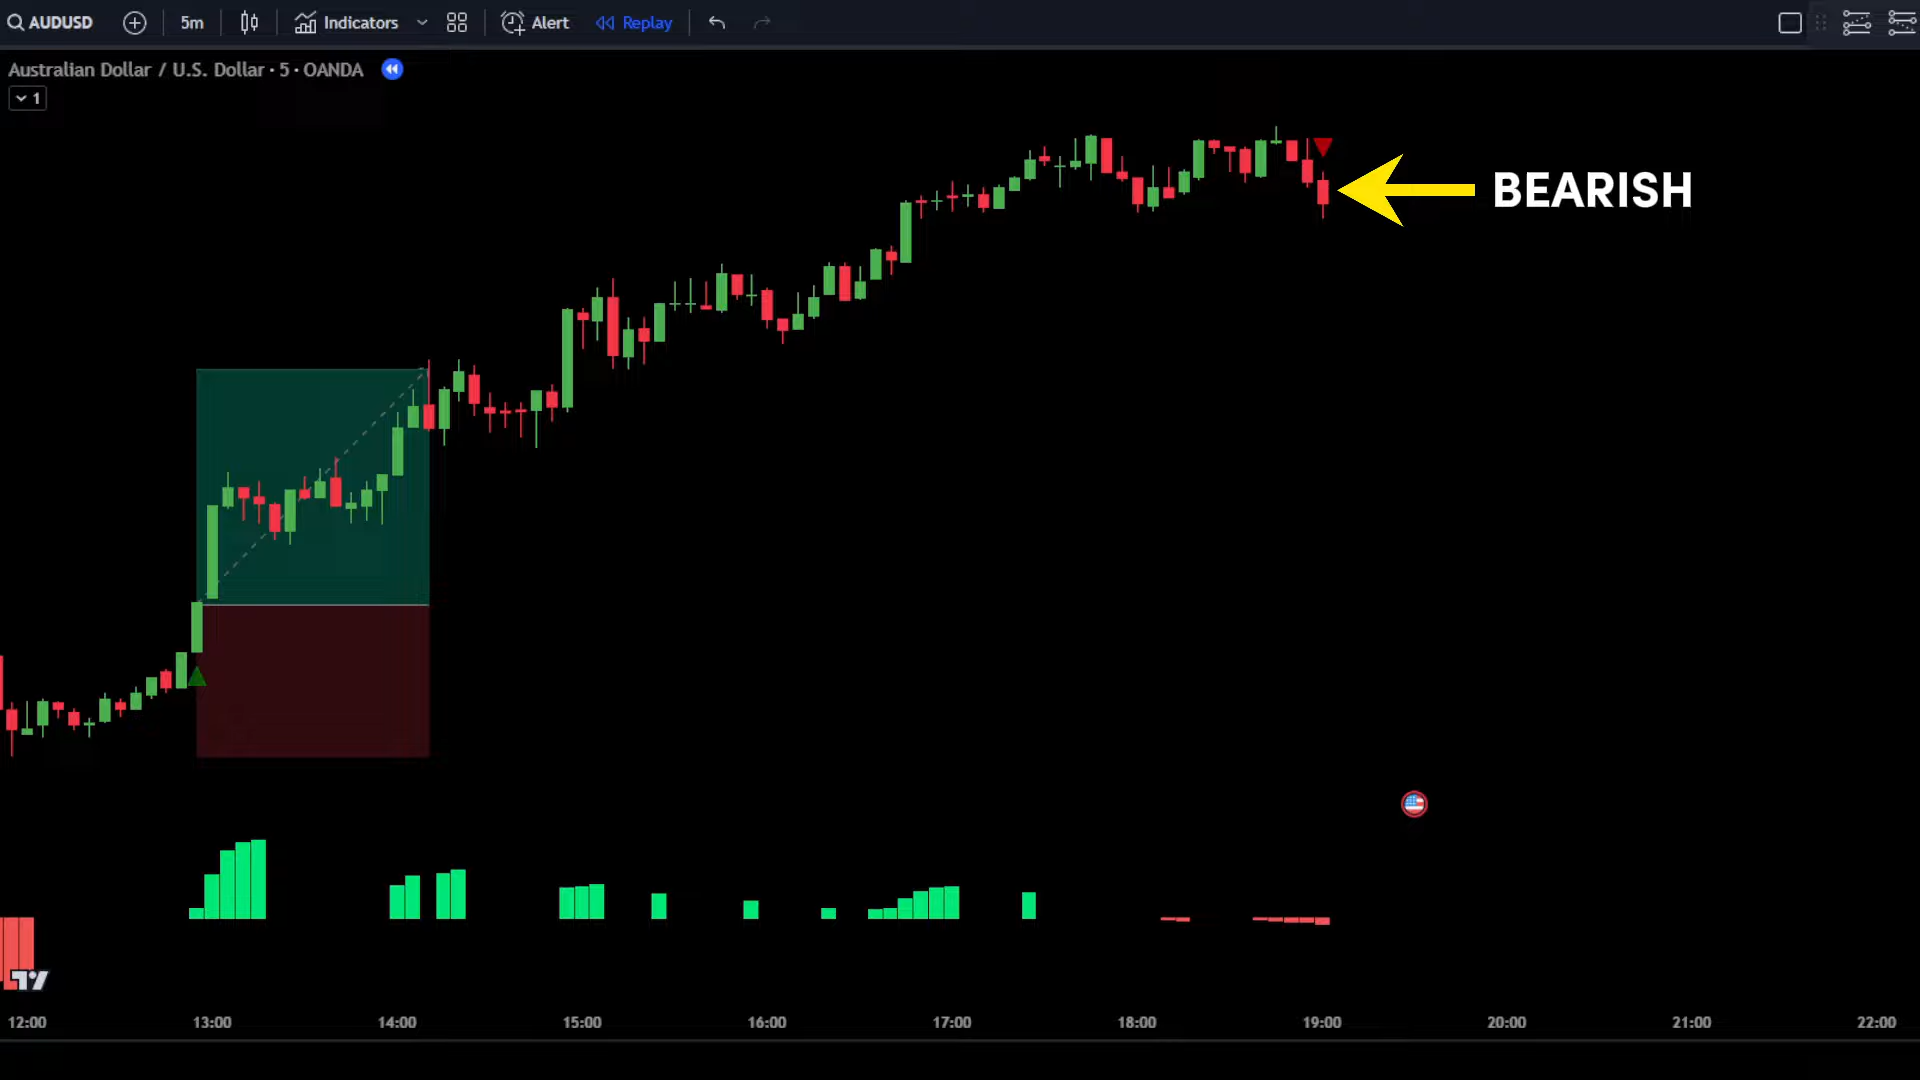 AUDUSD 5m Indicators Alert Replay
Australian Dollar / U.S. Dollar · 5 · OANDA
1
BEARISH
12:00 13:00 14:00 15:00 16:00 17:00 18:00 19:00 20:00 21:00 22:00